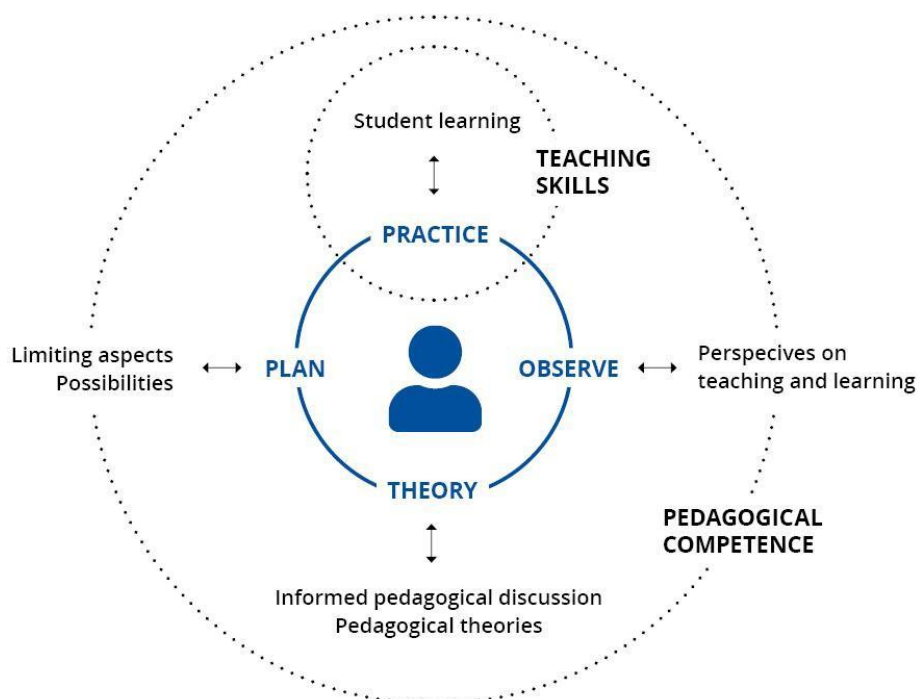 Student learning
TEACHING
SKILLS
PRACTICE
Limiting aspects
Possibilities
PLAN
OBSERVE
Perspecives on
teaching and learning
THEORY
PEDAGOGICAL
COMPETENCE
Informed pedagogical discussion
Pedagogical theories